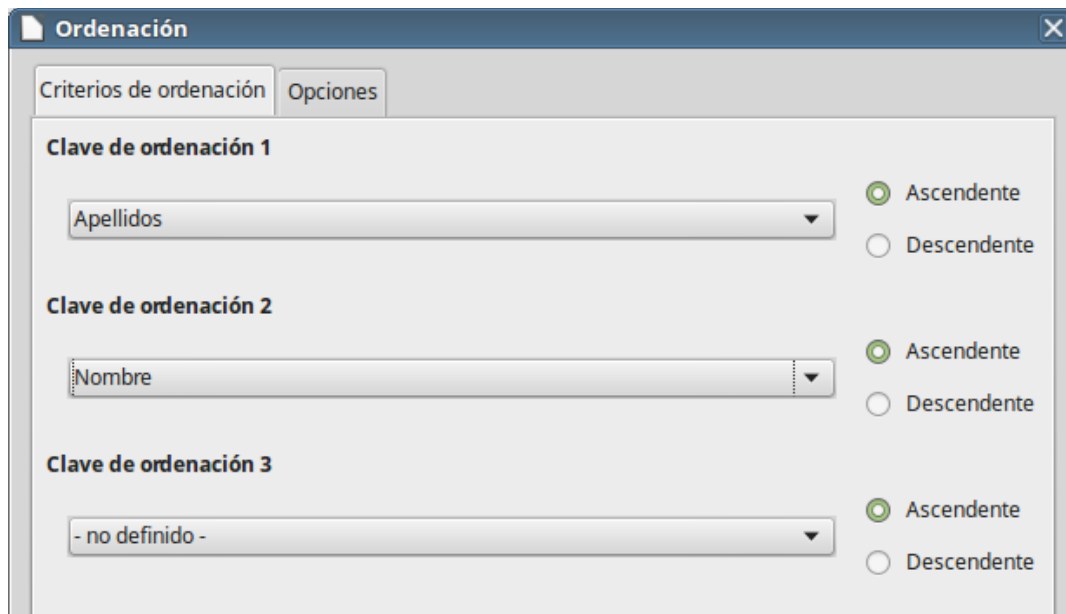 Ordenación
Criterios de ordenación Opciones
Clave de ordenación 1
Apellidos
Ascendente
Descendente
Clave de ordenación 2
Nombre
Ascendente
Descendente
Clave de ordenación 3
- no definido -
Ascendente
Descendente